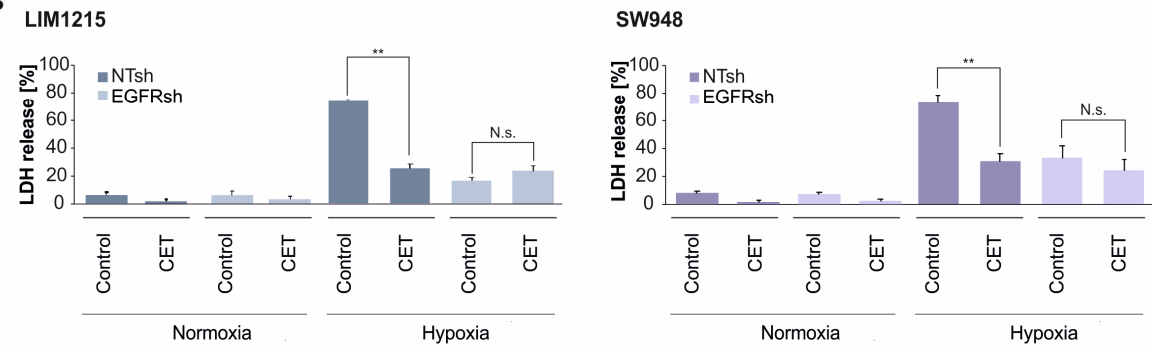 LIM1215
LDH release [%]
100
80
60
40
20
0
NTsh
EGFRsh
**
N.s.
Control
CET
Control
CET
Control
CET
Control
CET
Normoxia
Hypoxia
SW948
LDH release [%]
100
80
60
40
20
0
NTsh
EGFRsh
**
N.s.
Control
CET
Control
CET
Control
CET
Control
CET
Normoxia
Hypoxia